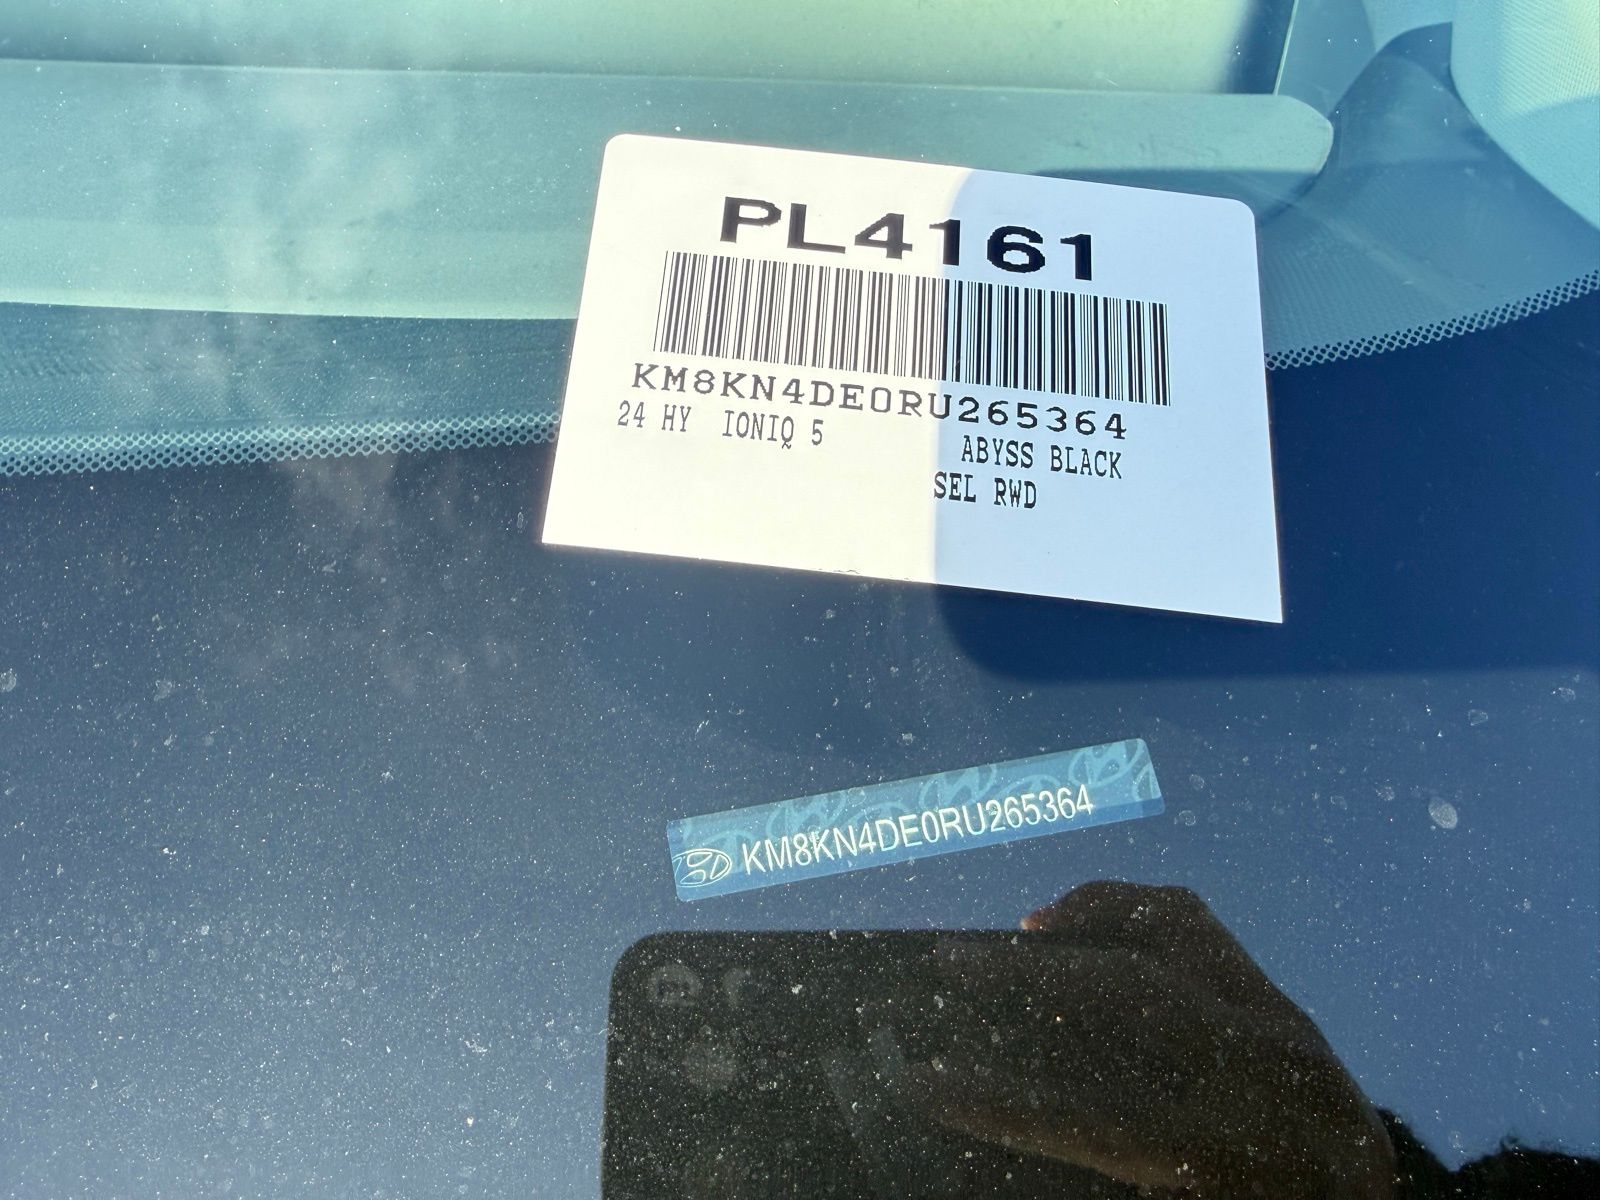 PL4161
KM8KN4DE0RU265364
24 HY IONIQ 5
ABYSS BLACK
SEL RWD
KM8KN4DE0RU265364